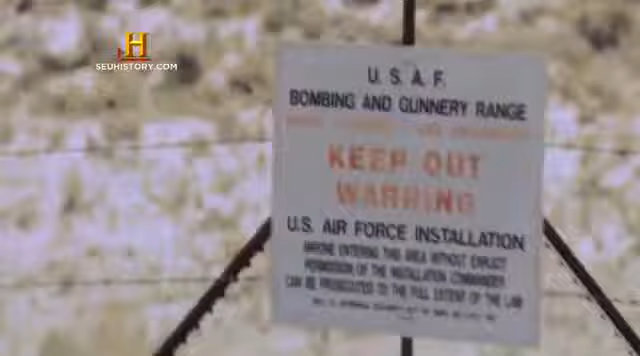 H
SEUHISTORY.COM
U. S. A. F.
BOMBING AND GUNNERY RANGE
KEEP OUT
WARNING
U.S. AIR FORCE INSTALLATION
ANYONE ENTERING THIS AREA WITHOUT EXPLICIT
PERMISSION OF THE INSTALLATION COMMANDER
CAN BE PROSECUTED TO THE FULL EXTENT OF THE LAW